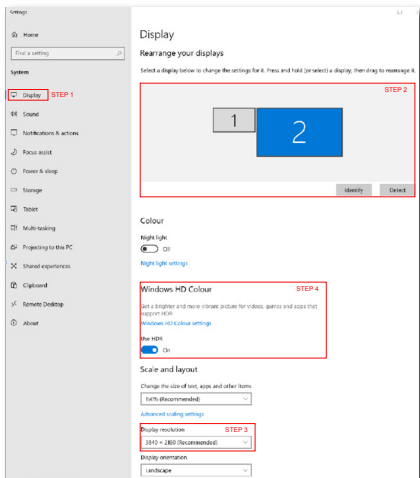 Settings
Home
Find a setting
System
Display STEP 1
Sound
Notifications & actions
Focus assist
Power & sleep
Storage
Tablet
Multi-tasking
Projecting to this PC
Shared experiences
Clipboard
Remote Desktop
About
Display
Rearrange your displays
Select a display below to change the settings for it. Press and hold (or select) a display, then drag to rearrange it.
STEP 2
1
2
Identify Detect
Colour
Night light
Off
Night light settings
Windows HD Colour STEP 4
Get a brighter and more vibrant picture for videos, games and apps that
support HDR.
Windows HD Colour settings
Use HDR
On
Scale and layout
Change the size of text, apps and other items
(Recommended)
Advanced scaling settings
Display resolution STEP 3
3840 × 2160 (Recommended)
Display orientation
Landscape